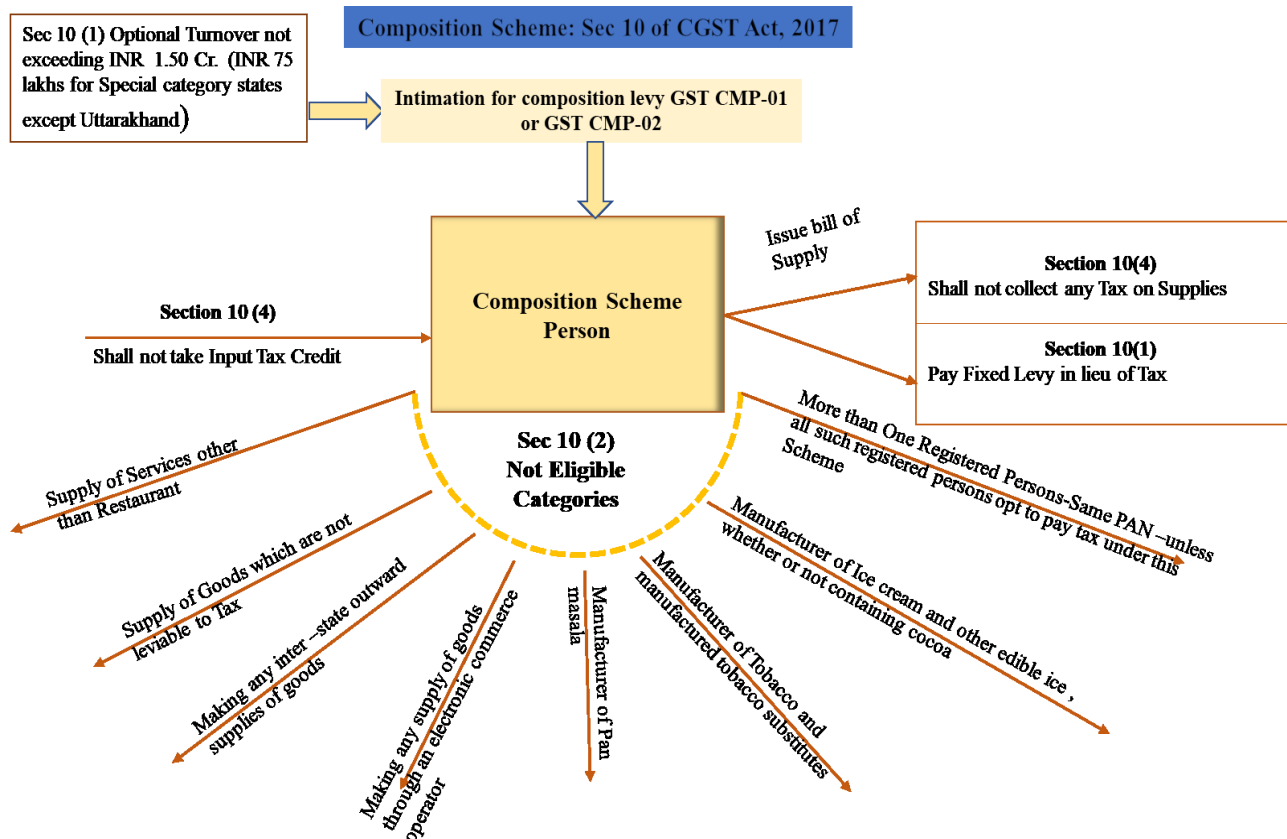 Composition Scheme: Sec 10 of CGST Act, 2017
Sec 10 (1) Optional Turnover not
exceeding INR 1.50 Cr. (INR 75
lakhs for Special category states
except Uttarakhand)
Intimation for composition levy GST CMP-01
or GST CMP-02
Issue bill of
Supply
Section 10(4)
Shall not collect any Tax on Supplies
Section 10(1)
Pay Fixed Levy in lieu of Tax
Composition Scheme
Person
Section 10 (4)
Shall not take Input Tax Credit
Sec 10 (2)
Not Eligible
Categories
Supply of Services other
than Restaurant
Supply of Goods which are not
leviable to Tax
Making any inter –state outward
supplies of goods
Making any supply of goods
through an electronic commerce
operator
Manufacturer of Pan
masala
Manufacturer of Tobacco and
manufactured tobacco substitutes
Manufacturer of Ice cream and other edible ice ,
whether or not containing cocoa
More than One Registered Persons-Same PAN –unless
all such registered persons opt to pay tax under this
Scheme